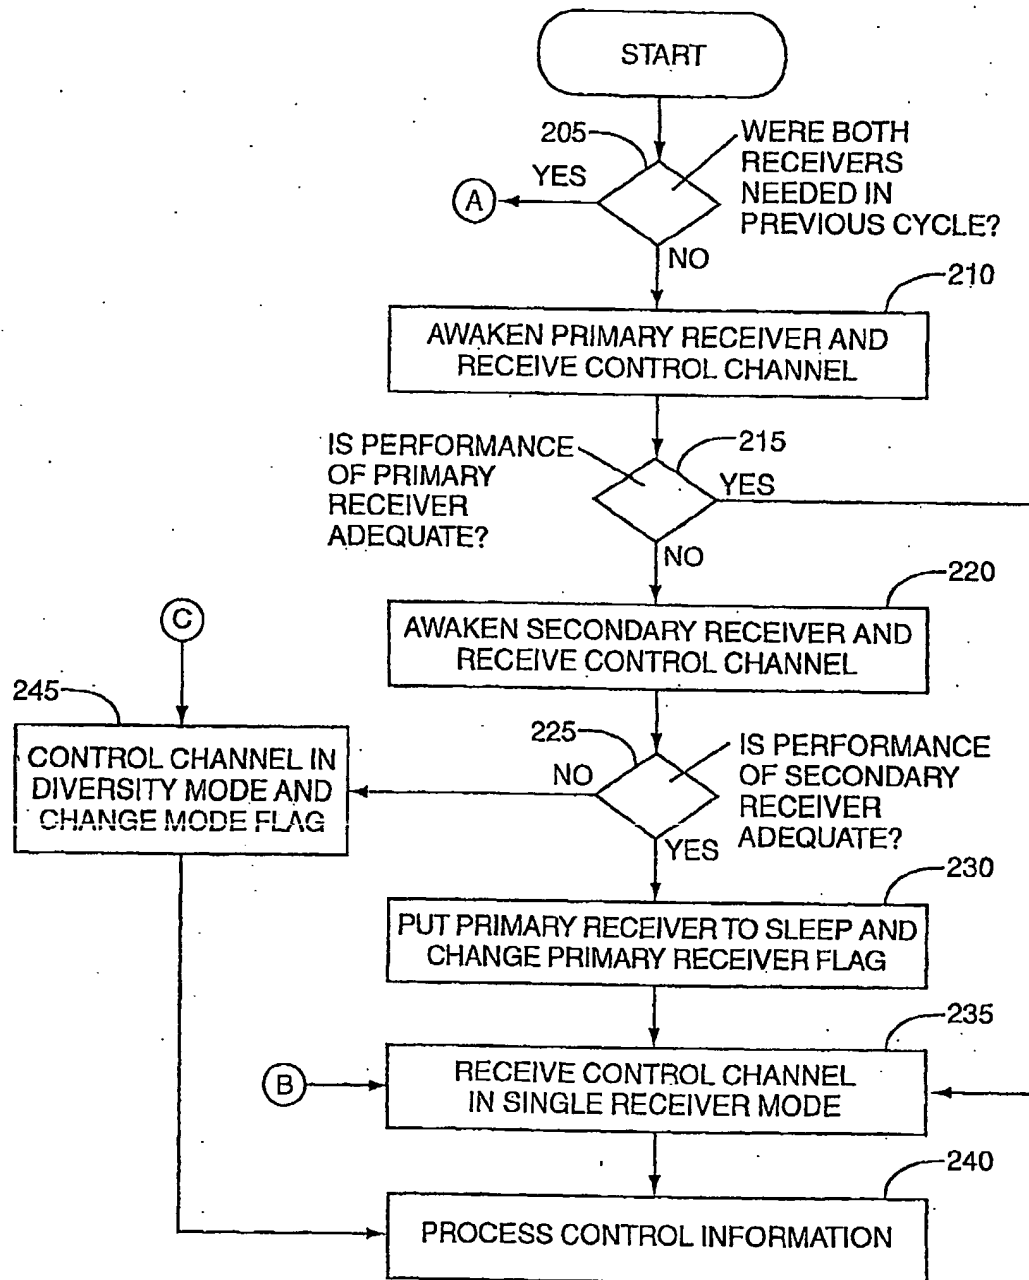 START
205
YES
WERE BOTH
RECEIVERS
NEEDED IN
PREVIOUS CYCLE?
A
NO
210
AWAKEN PRIMARY RECEIVER AND
RECEIVE CONTROL CHANNEL
IS PERFORMANCE
OF PRIMARY
RECEIVER
ADEQUATE?
215
YES
NO
220
AWAKEN SECONDARY RECEIVER AND
RECEIVE CONTROL CHANNEL
C
245
CONTROL CHANNEL IN
DIVERSITY MODE AND
CHANGE MODE FLAG
225
NO
IS PERFORMANCE
OF SECONDARY
RECEIVER
ADEQUATE?
YES
230
PUT PRIMARY RECEIVER TO SLEEP AND
CHANGE PRIMARY RECEIVER FLAG
235
B
RECEIVE CONTROL CHANNEL
IN SINGLE RECEIVER MODE
240
PROCESS CONTROL INFORMATION